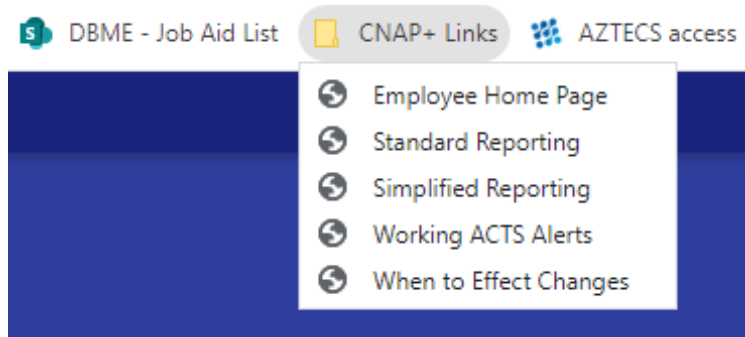 DBME - Job Aid List CNAP+ Links AZTECS access
Employee Home Page
Standard Reporting
Simplified Reporting
Working ACTS Alerts
When to Effect Changes